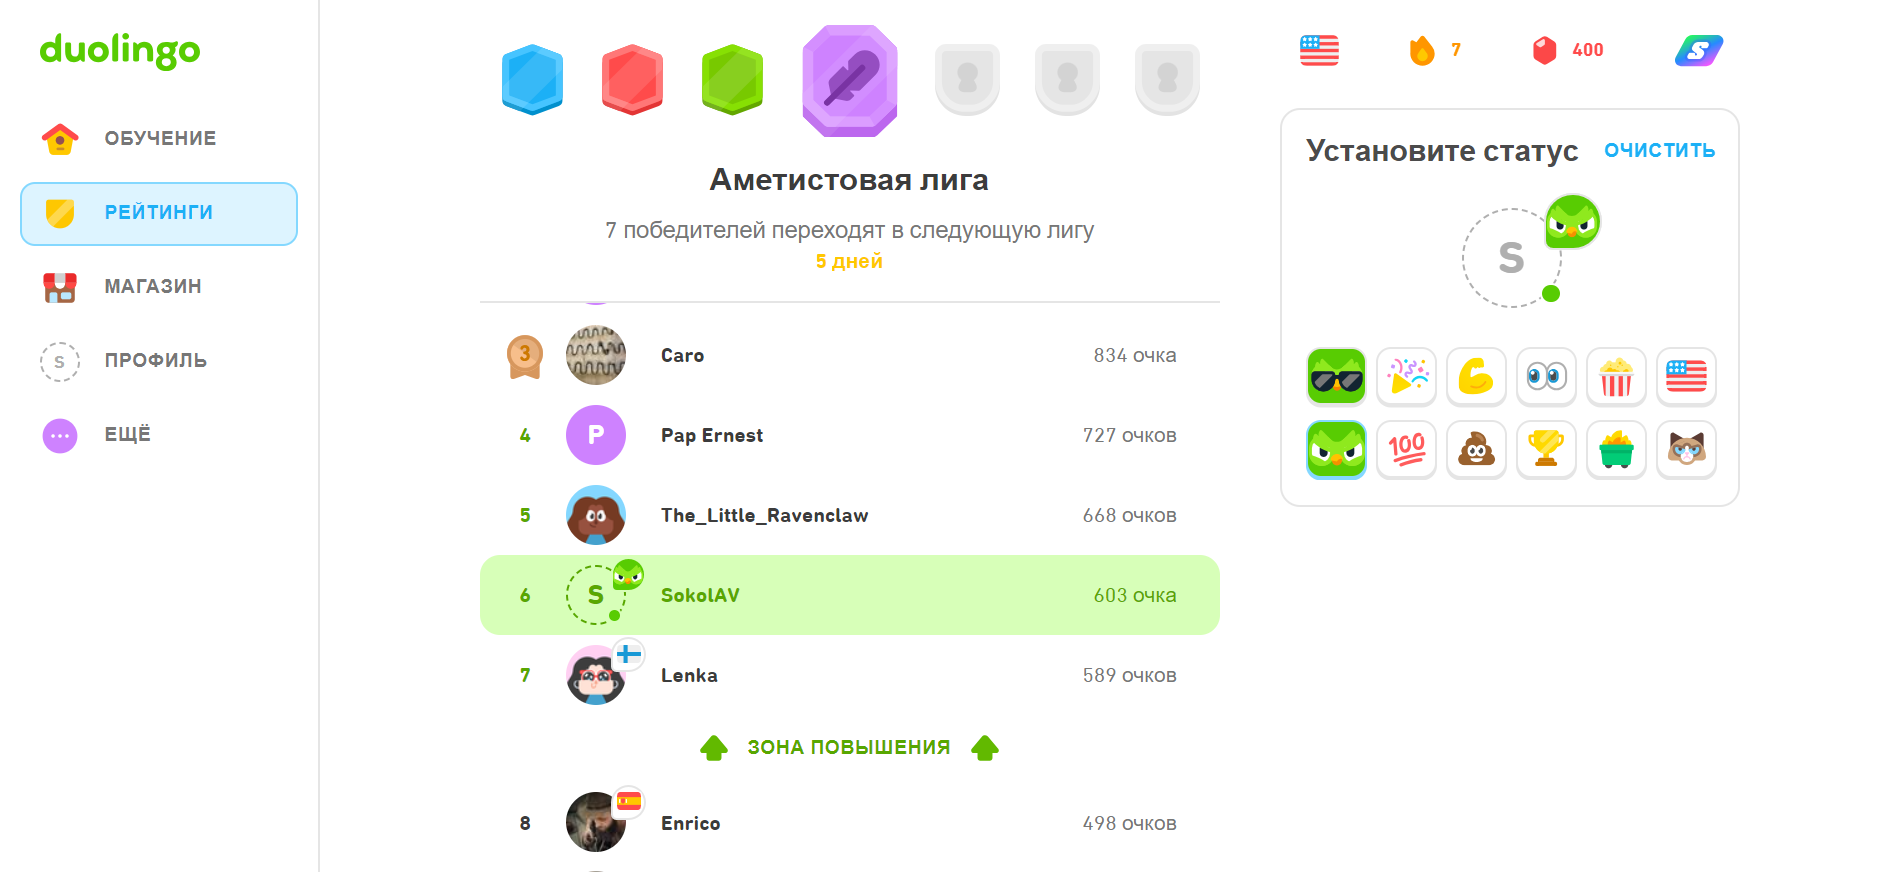 duolingo
ОБУЧЕНИЕ
РЕЙТИНГИ
МАГАЗИН
S
ПРОФИЛЬ
ЕЩЁ
Аметистовая лига
7 победителей переходят в следующую лигу
5 дней
3 Caro 834 очка
4 P Pap Ernest 727 очков
5 The_Little_Ravenclaw 668 очков
6 S SokolAV 603 очка
7 Lenka 589 очков
ЗОНА ПОВЫШЕНИЯ
8 Enrico 498 очков
7 400 S
Установите статус ОЧИСТИТЬ
S
100